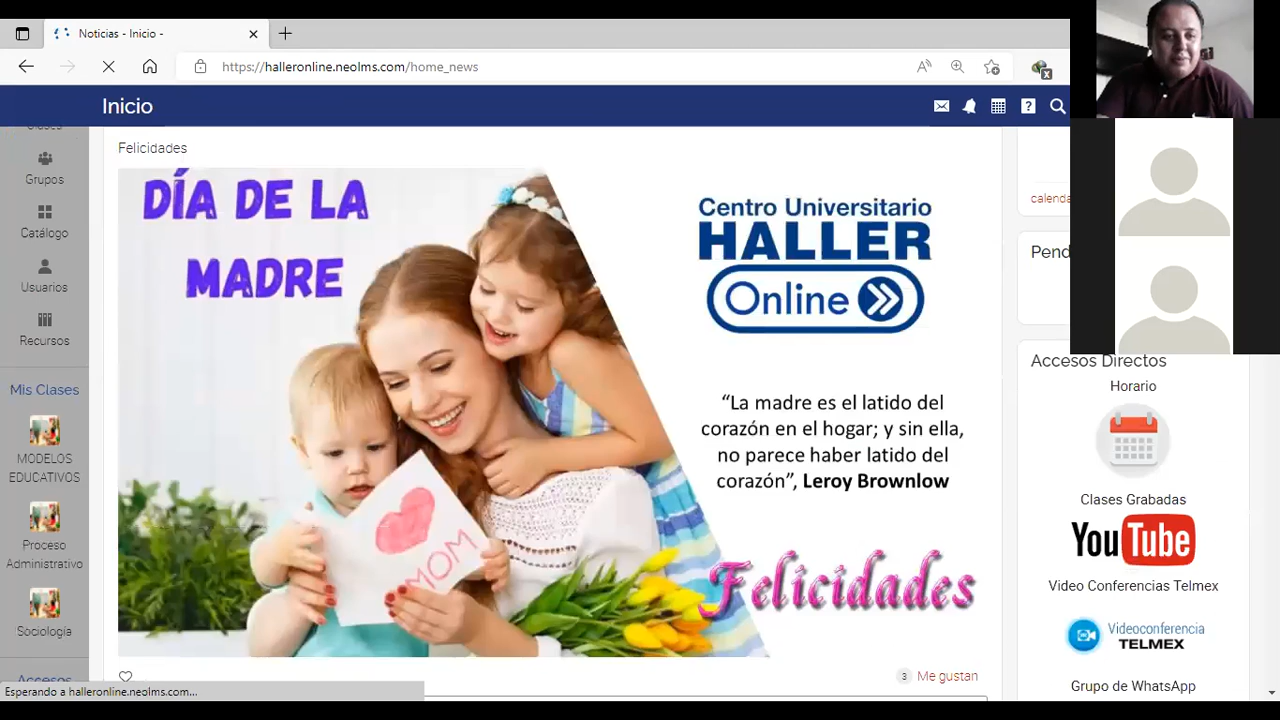 Noticias - Inicio -
https://halleronline.neolms.com/home_news
Inicio
Grupos
Catálogo
Usuarios
Recursos
Mis Clases
MODELOS
EDUCATIVOS
Proceso
Administrativo
Sociología
Accesos
Felicidades
DÍA DE LA
MADRE
MOM
Centro Universitario
HALLER
Online
“La madre es el latido del
corazón en el hogar; y sin ella,
no parece haber latido del
corazón”, Leroy Brownlow
Felicidades
3 Me gustan
Esperando a halleronline.neolms.com...
calenda
Pend
Accesos Directos
Horario
Clases Grabadas
YouTube
Video Conferencias Telmex
Videoconferencia
TELMEX
Grupo de WhatsApp